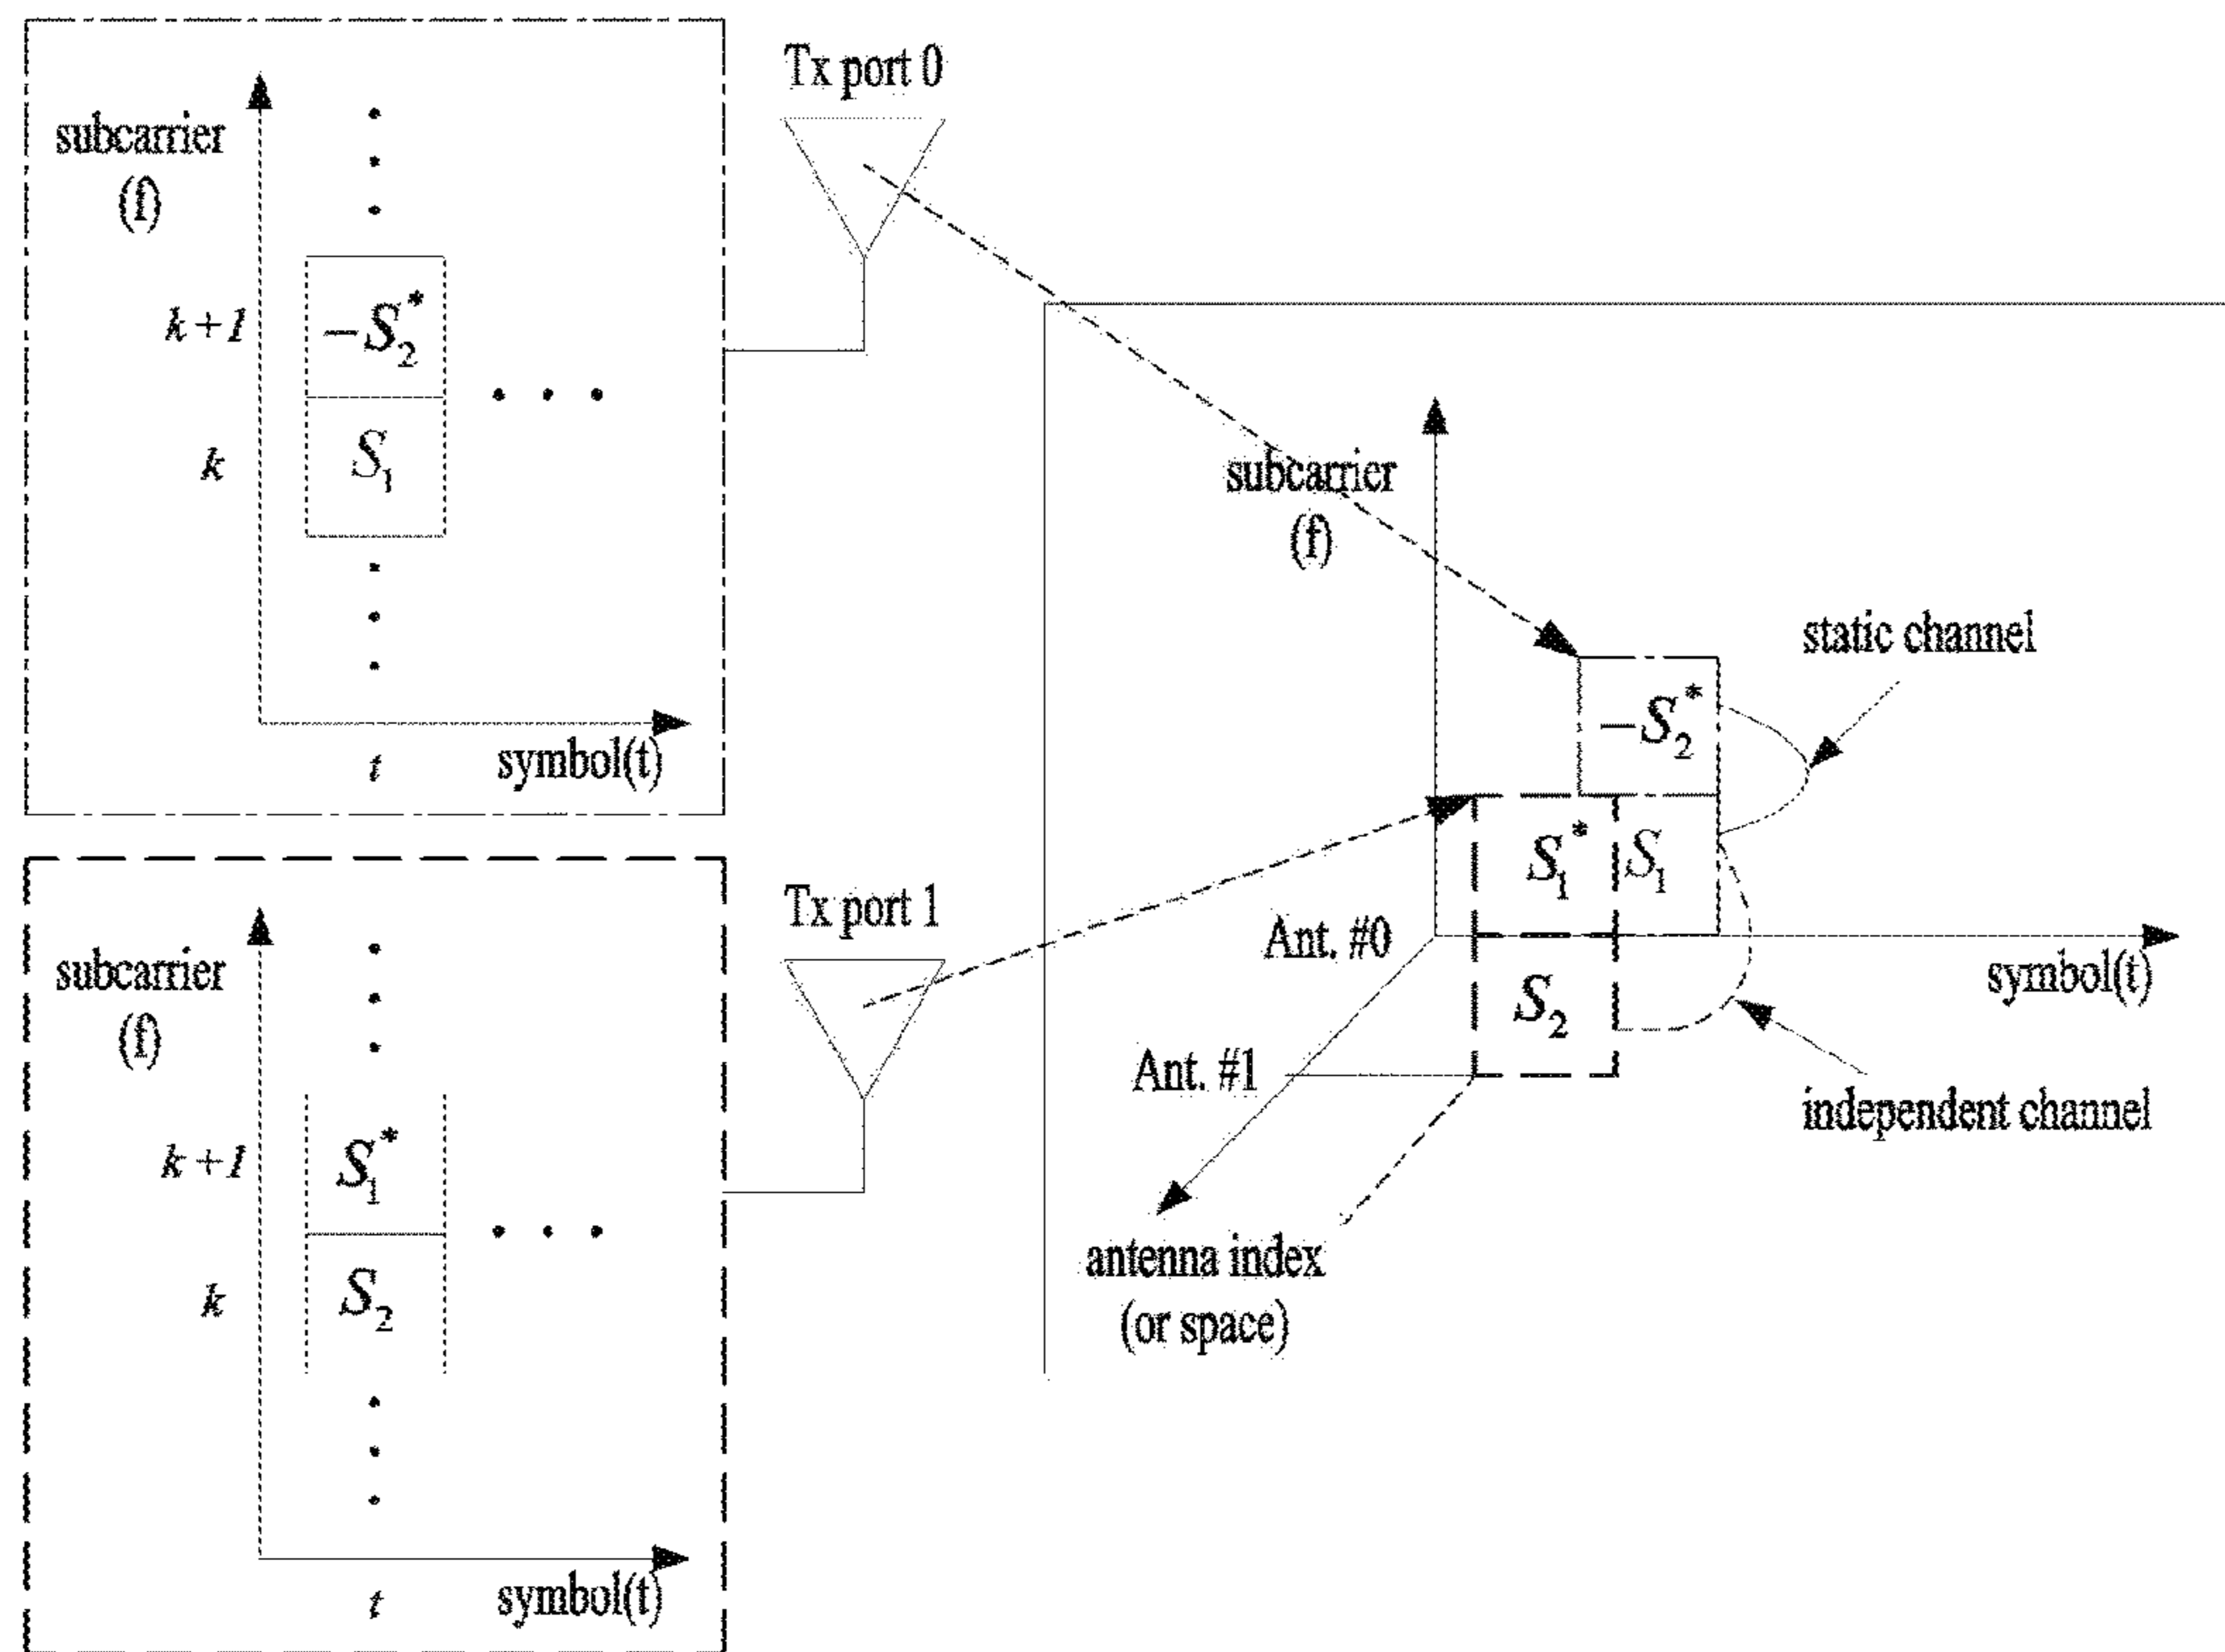 Tx port 0
subcarrier
(f)
k+1
-S₂*
k
S₁
t
symbol(t)
Tx port 1
subcarrier
(f)
k+1
S₁*
k
S₂
t
symbol(t)
subcarrier
(f)
static channel
-S₂*
S₁*
S₁
Ant. #0
symbol(t)
S₂
Ant. #1
independent channel
antenna index
(or space)